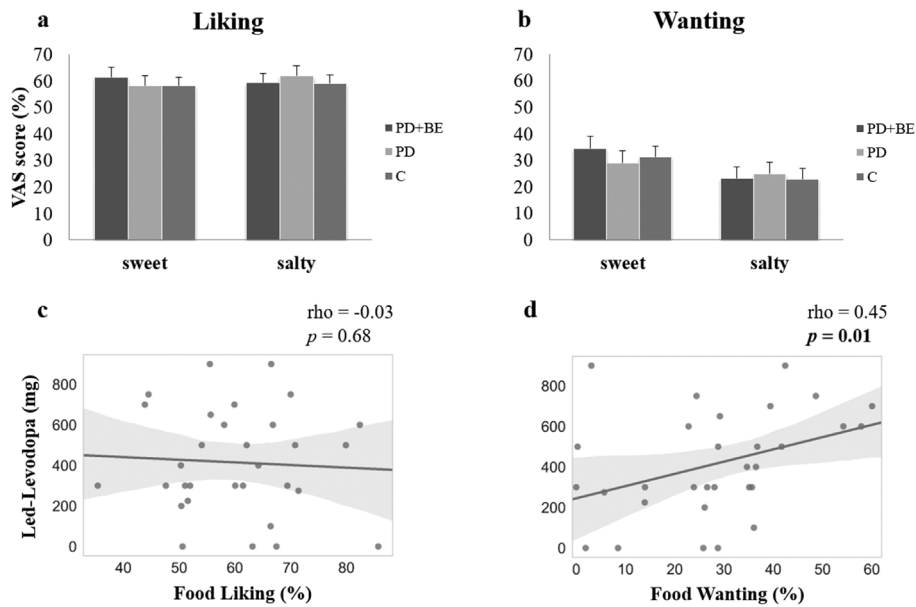 a Liking
VAS score (%)
70
60
50
40
30
20
10
0
sweet salty
PD+BE
PD
C
b Wanting
70
60
50
40
30
20
10
0
sweet salty
PD+BE
PD
C
c
rho = -0.03
p = 0.68
Led-Levodopa (mg)
800
600
400
200
0
40 50 60 70 80
Food Liking (%)
d
rho = 0.45
p = 0.01
800
600
400
200
0
0 10 20 30 40 50 60
Food Wanting (%)